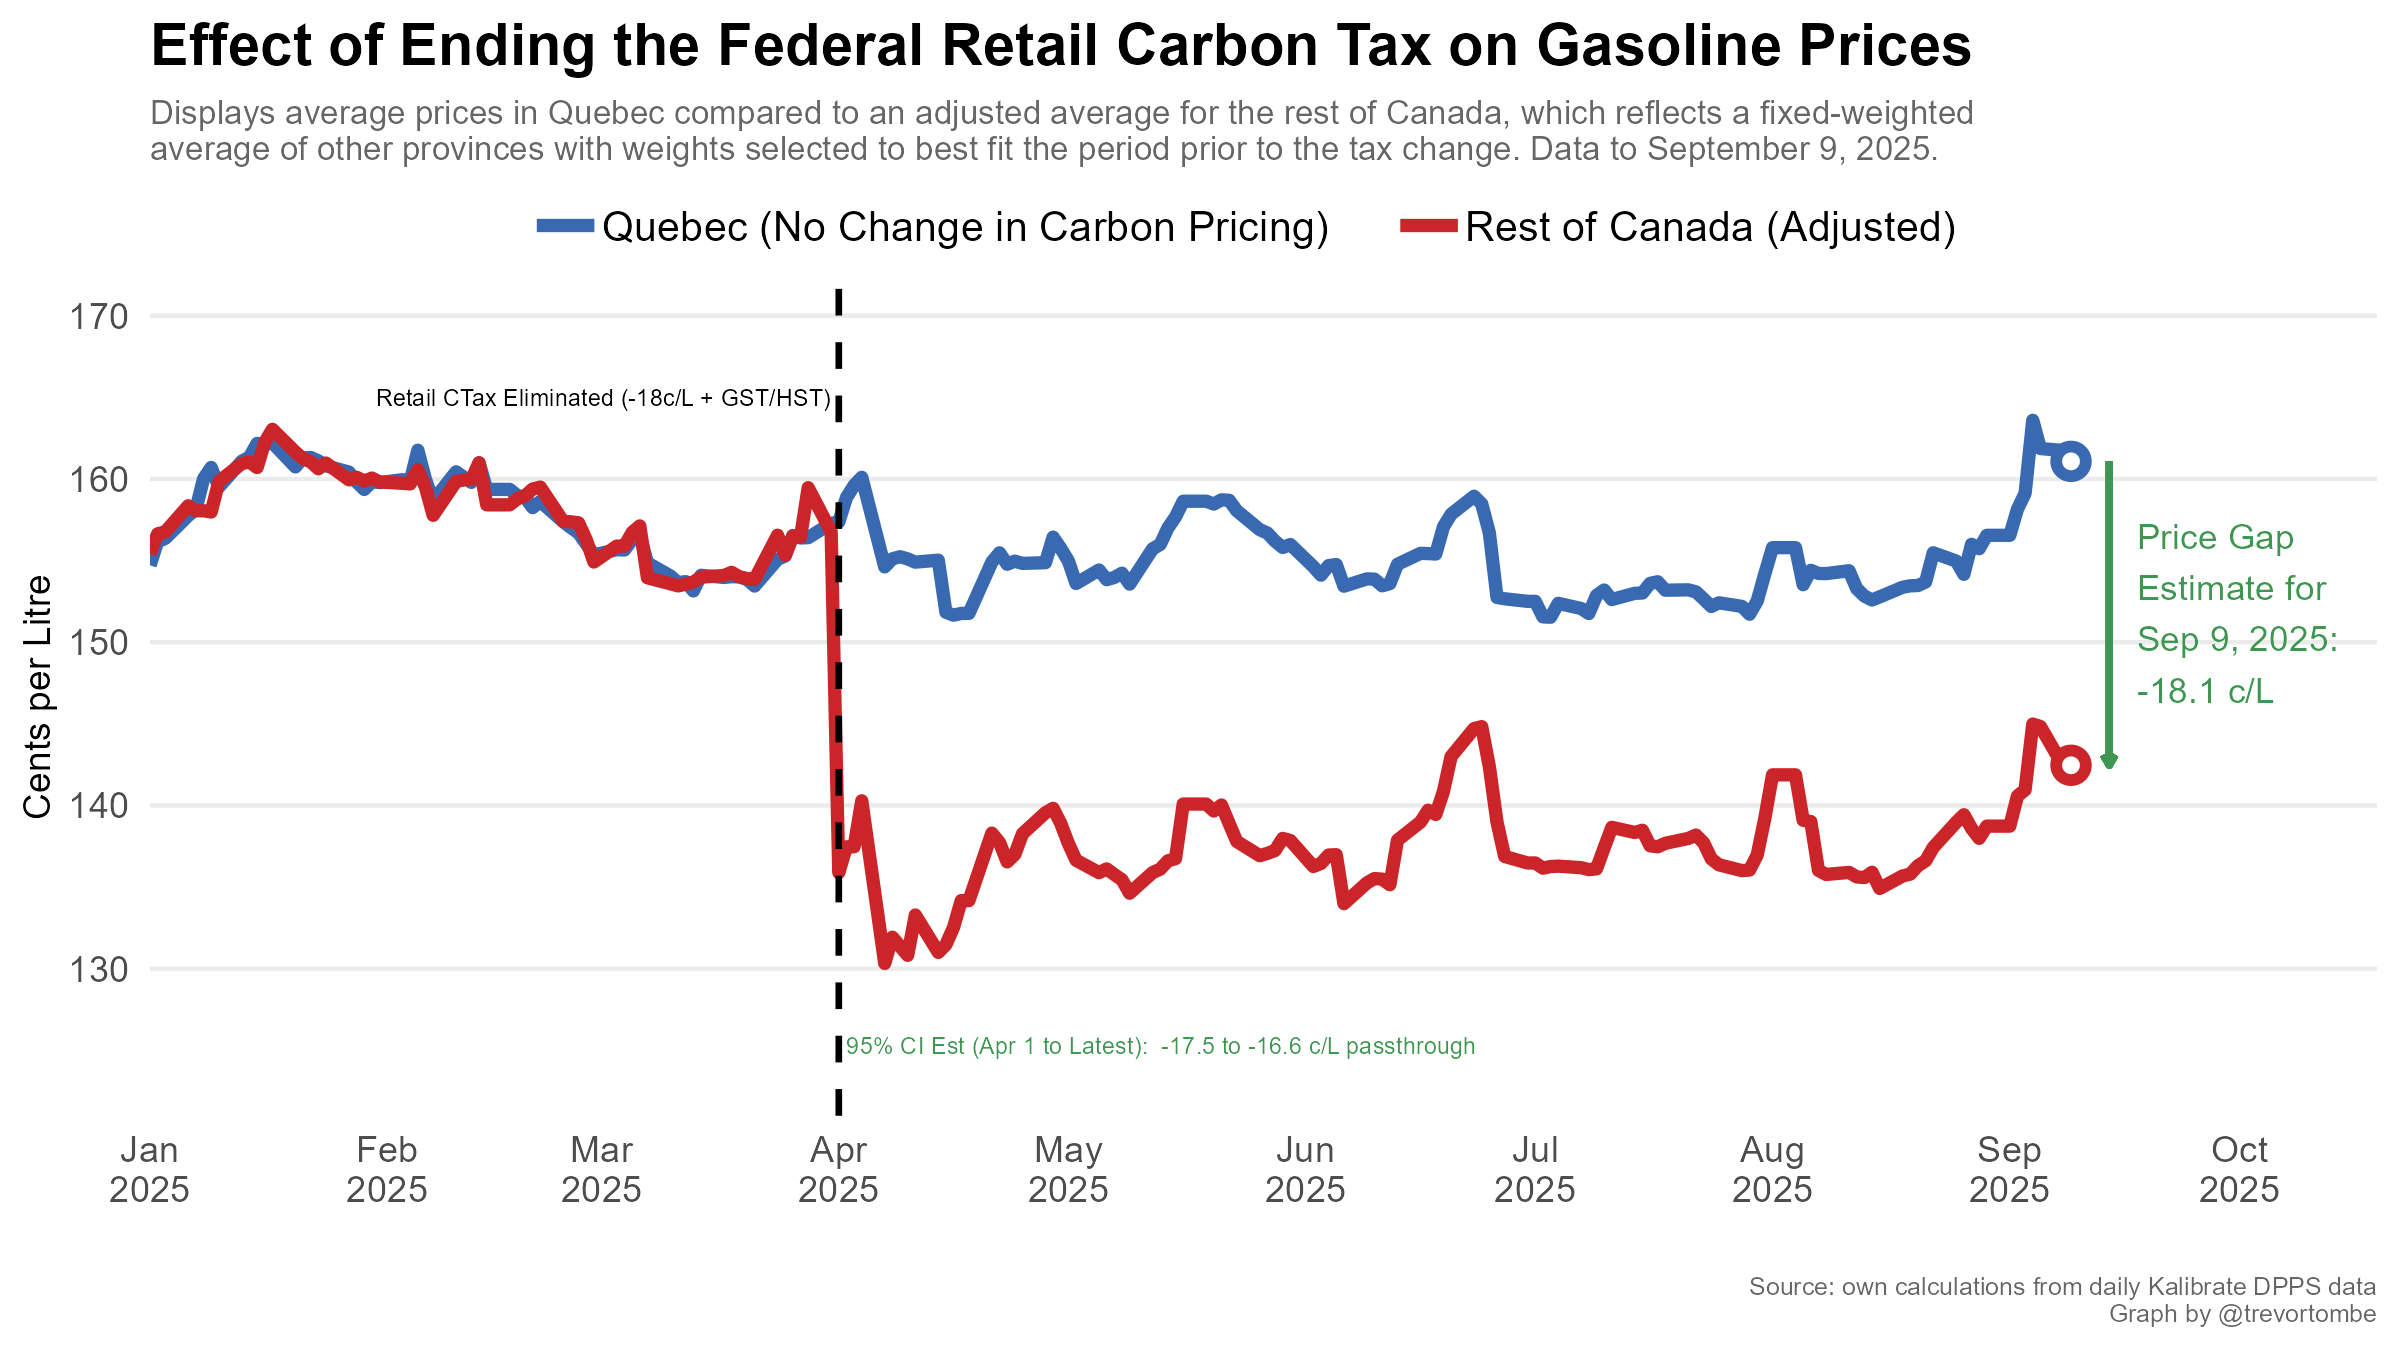 Effect of Ending the Federal Retail Carbon Tax on Gasoline Prices
Displays average prices in Quebec compared to an adjusted average for the rest of Canada, which reflects a fixed-weighted
average of other provinces with weights selected to best fit the period prior to the tax change. Data to September 9, 2025.
Quebec (No Change in Carbon Pricing)
Rest of Canada (Adjusted)
Cents per Litre
170
160
150
140
130
Retail CTax Eliminated (-18c/L + GST/HST)
Price Gap
Estimate for
Sep 9, 2025:
-18.1 c/L
95% CI Est (Apr 1 to Latest):  -17.5 to -16.6 c/L passthrough
Jan
2025
Feb
2025
Mar
2025
Apr
2025
May
2025
Jun
2025
Jul
2025
Aug
2025
Sep
2025
Oct
2025
Source: own calculations from daily Kalibrate DPPS data
Graph by @trevortombe